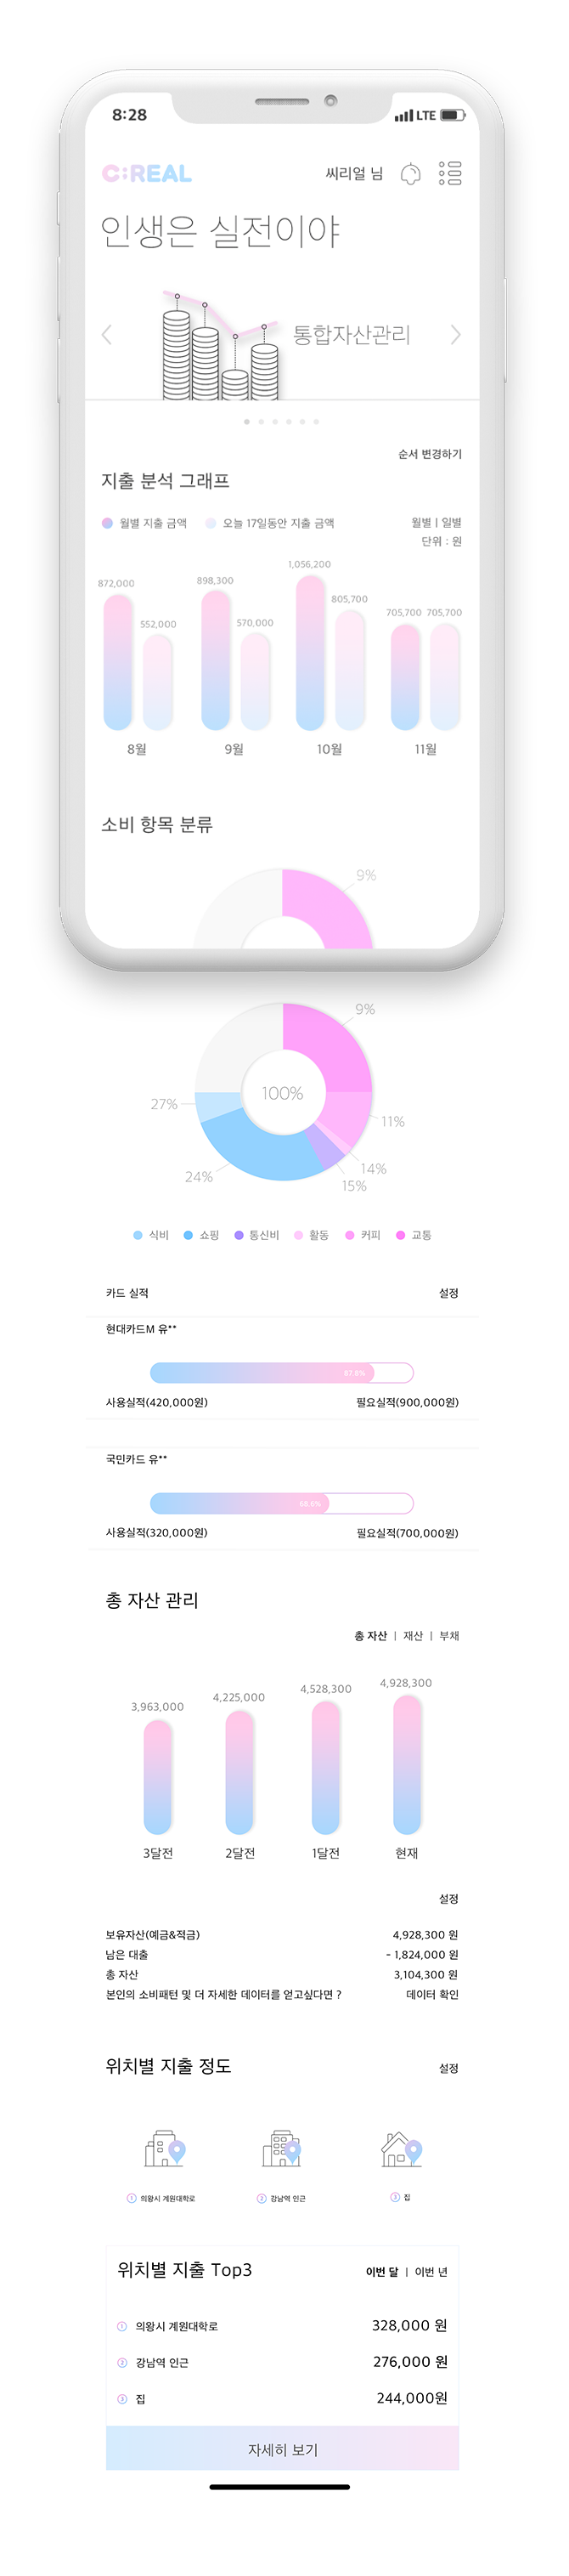 8:28
LTE
C:REAL
씨리얼 님
인생은 실전이야
통합자산관리
순서 변경하기
지출 분석 그래프
월별 지출 금액
오늘 17일동안 지출 금액
월별 | 일별
단위 : 원
872,000
552,000
898,300
570,000
1,056,200
805,700
705,700
705,700
8월
9월
10월
11월
소비 항목 분류
9%
9%
100%
27%
11%
24%
14%
15%
식비
쇼핑
통신비
활동
커피
교통
카드 실적
설정
현대카드M 유**
87.8%
사용실적(420,000원)
필요실적(900,000원)
국민카드 유**
68.6%
사용실적(320,000원)
필요실적(700,000원)
총 자산 관리
총 자산 | 재산 | 부채
3,963,000
4,225,000
4,528,300
4,928,300
3달전
2달전
1달전
현재
설정
보유자산(예금&적금)
4,928,300 원
남은 대출
- 1,824,000 원
총 자산
3,104,300 원
본인의 소비패턴 및 더 자세한 데이터를 얻고싶다면 ?
데이터 확인
위치별 지출 정도
설정
1 의왕시 계원대학로
2 강남역 인근
3 집
위치별 지출 Top3
이번 달 | 이번 년
1 의왕시 계원대학로
328,000 원
2 강남역 인근
276,000 원
3 집
244,000원
자세히 보기